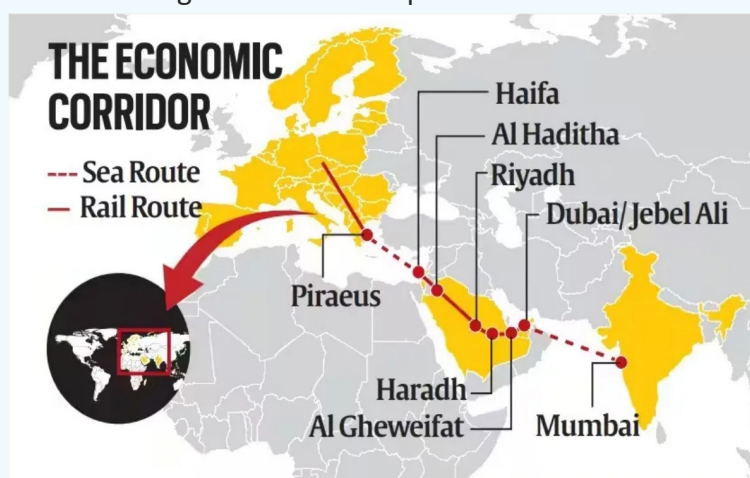 THE ECONOMIC
CORRIDOR
Sea Route
Rail Route
Haifa
Al Haditha
Riyadh
Dubai/Jebel Ali
Piraeus
Haradh
Al Gheweifat
Mumbai